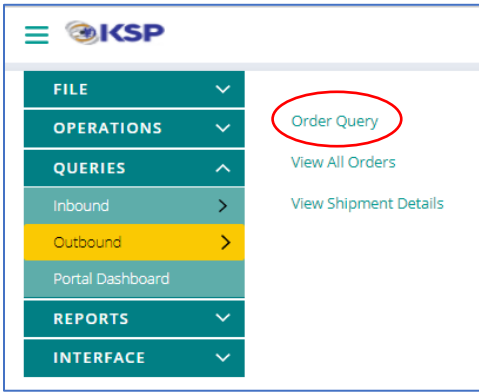 KSP
FILE
OPERATIONS
QUERIES
Inbound
Outbound
Portal Dashboard
REPORTS
INTERFACE
Order Query
View All Orders
View Shipment Details